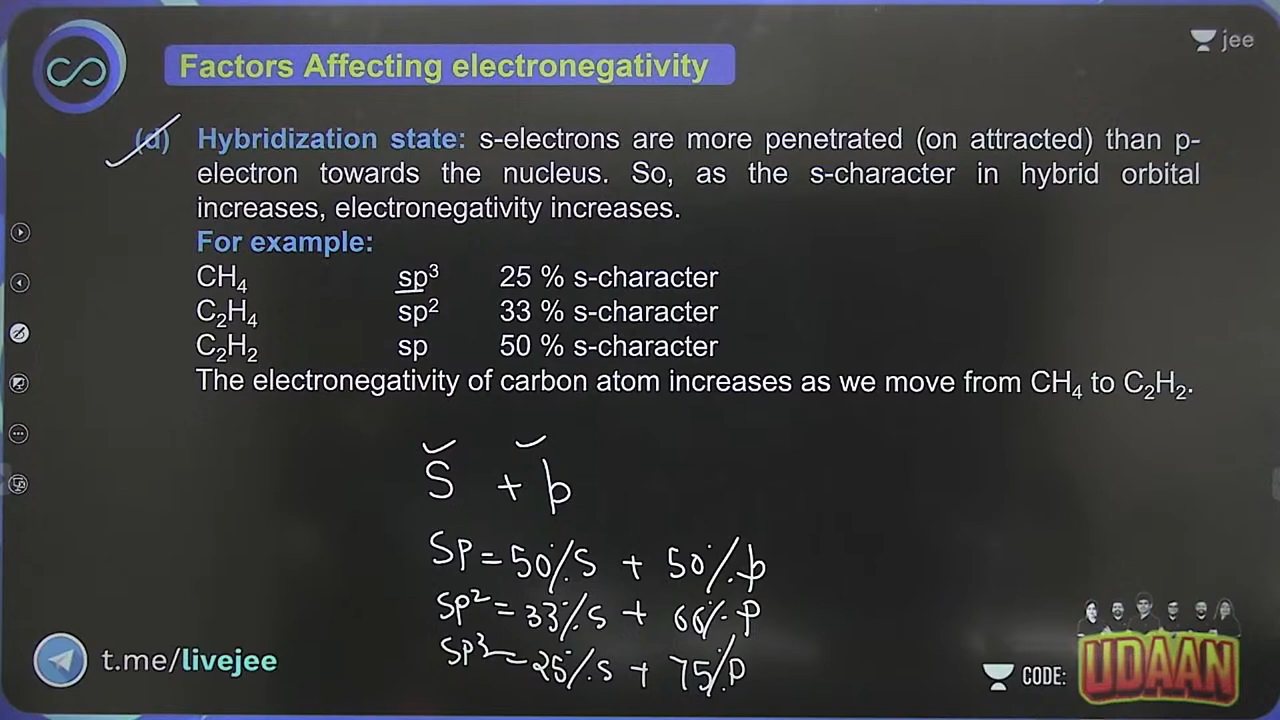 jee
Factors Affecting electronegativity
(d) Hybridization state: s-electrons are more penetrated (on attracted) than p-
electron towards the nucleus. So, as the s-character in hybrid orbital
increases, electronegativity increases.
For example:
CH₄ sp³ 25 % s-character
C₂H₄ sp² 33 % s-character
C₂H₂ sp 50 % s-character
The electronegativity of carbon atom increases as we move from CH₄ to C₂H₂.
S + p
SP = 50%S + 50%p
SP² = 33%S + 66%P
SP³ = 25%S + 75%P
t.me/livejee
CODE: UDAAN